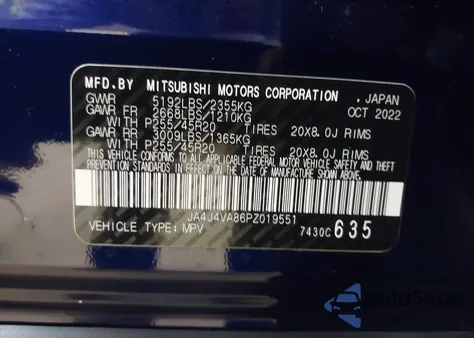 MFD.BY MITSUBISHI MOTORS CORPORATION , JAPAN
GVWR 5192LBS/2355KG OCT 2022
GAWR FR 2668LBS/1210KG
WITH P255/45R20 TIRES 20X8.0J RIMS
GAWR RR 3009LBS/1365KG
WITH P255/45R20 TIRES 20X8.0J RIMS
THIS VEHICLE CONFORMS TO ALL APPLICABLE
FEDERAL MOTOR VEHICLE SAFETY, BUMPER, AND THEFT
PREVENTION STANDARDS IN EFFECT ON THE DATE OF
MANUFACTURE SHOWN ABOVE.
JA4J4VA86PZ019551
VEHICLE TYPE: MPV 7430C 635
AutoSnap